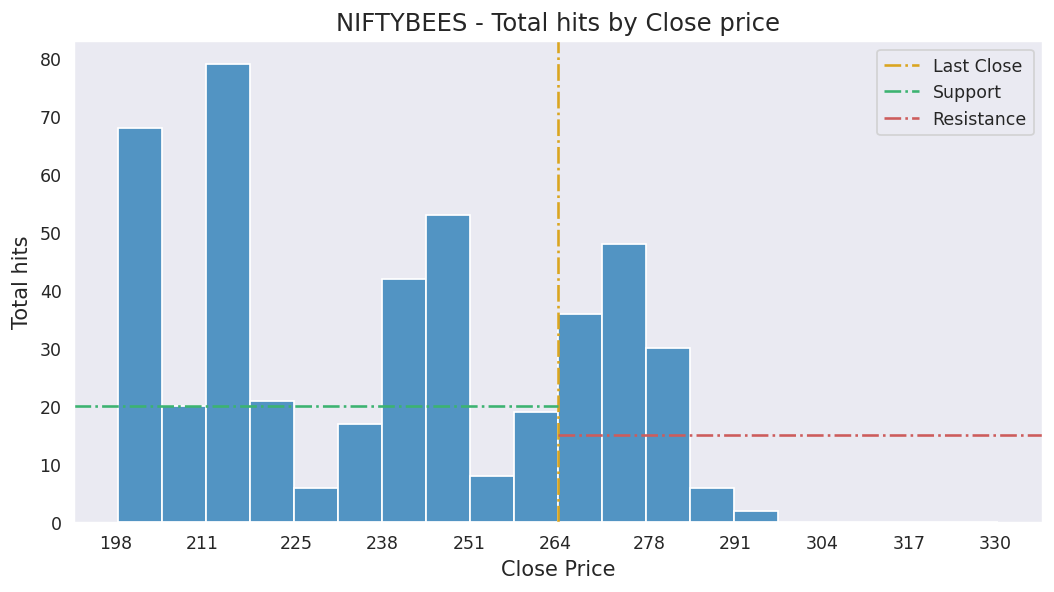 NIFTYBEES - Total hits by Close price
Last Close
Support
Resistance
Total hits
80
70
60
50
40
30
20
10
0
198 211 225 238 251 264 278 291 304 317 330
Close Price